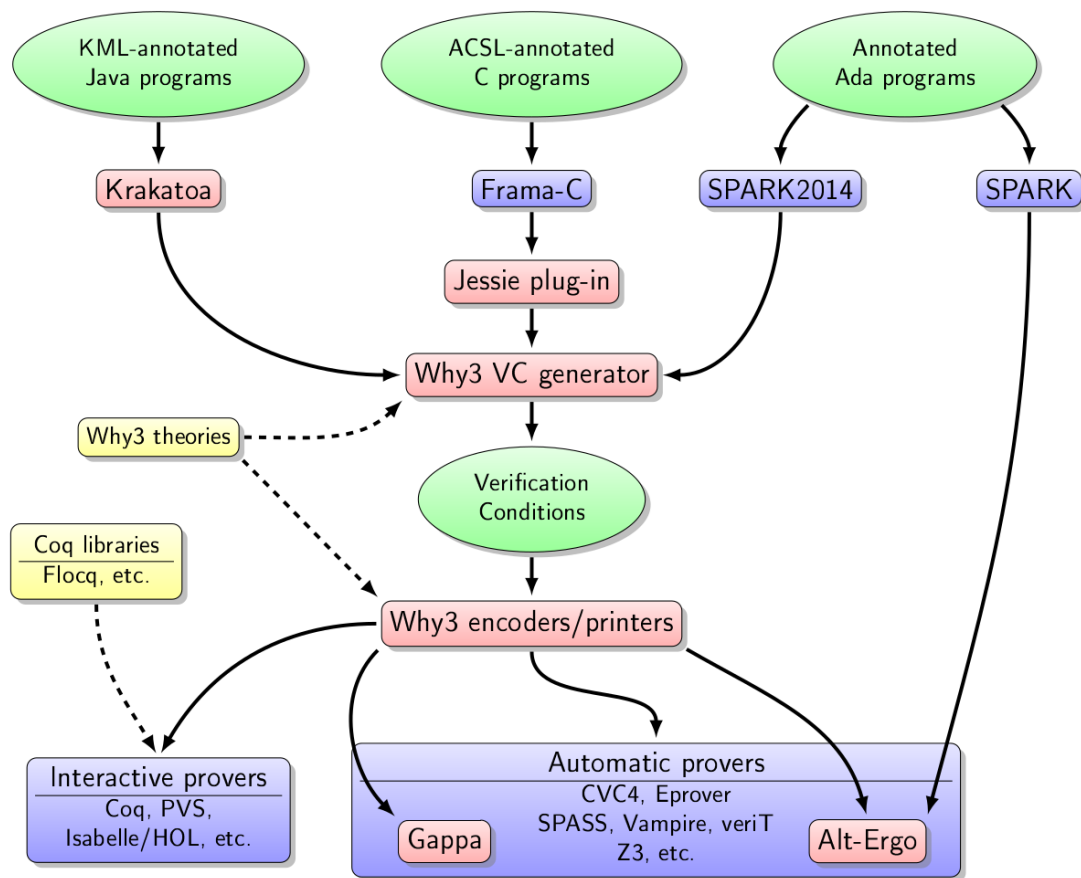 KML-annotated
Java programs
ACSL-annotated
C programs
Annotated
Ada programs
Krakatoa
Frama-C
SPARK2014
SPARK
Jessie plug-in
Why3 VC generator
Why3 theories
Verification
Conditions
Coq libraries
Flocq, etc.
Why3 encoders/printers
Interactive provers
Coq, PVS,
Isabelle/HOL, etc.
Automatic provers
CVC4, Eprover
SPASS, Vampire, veriT
Z3, etc.
Gappa
Alt-Ergo